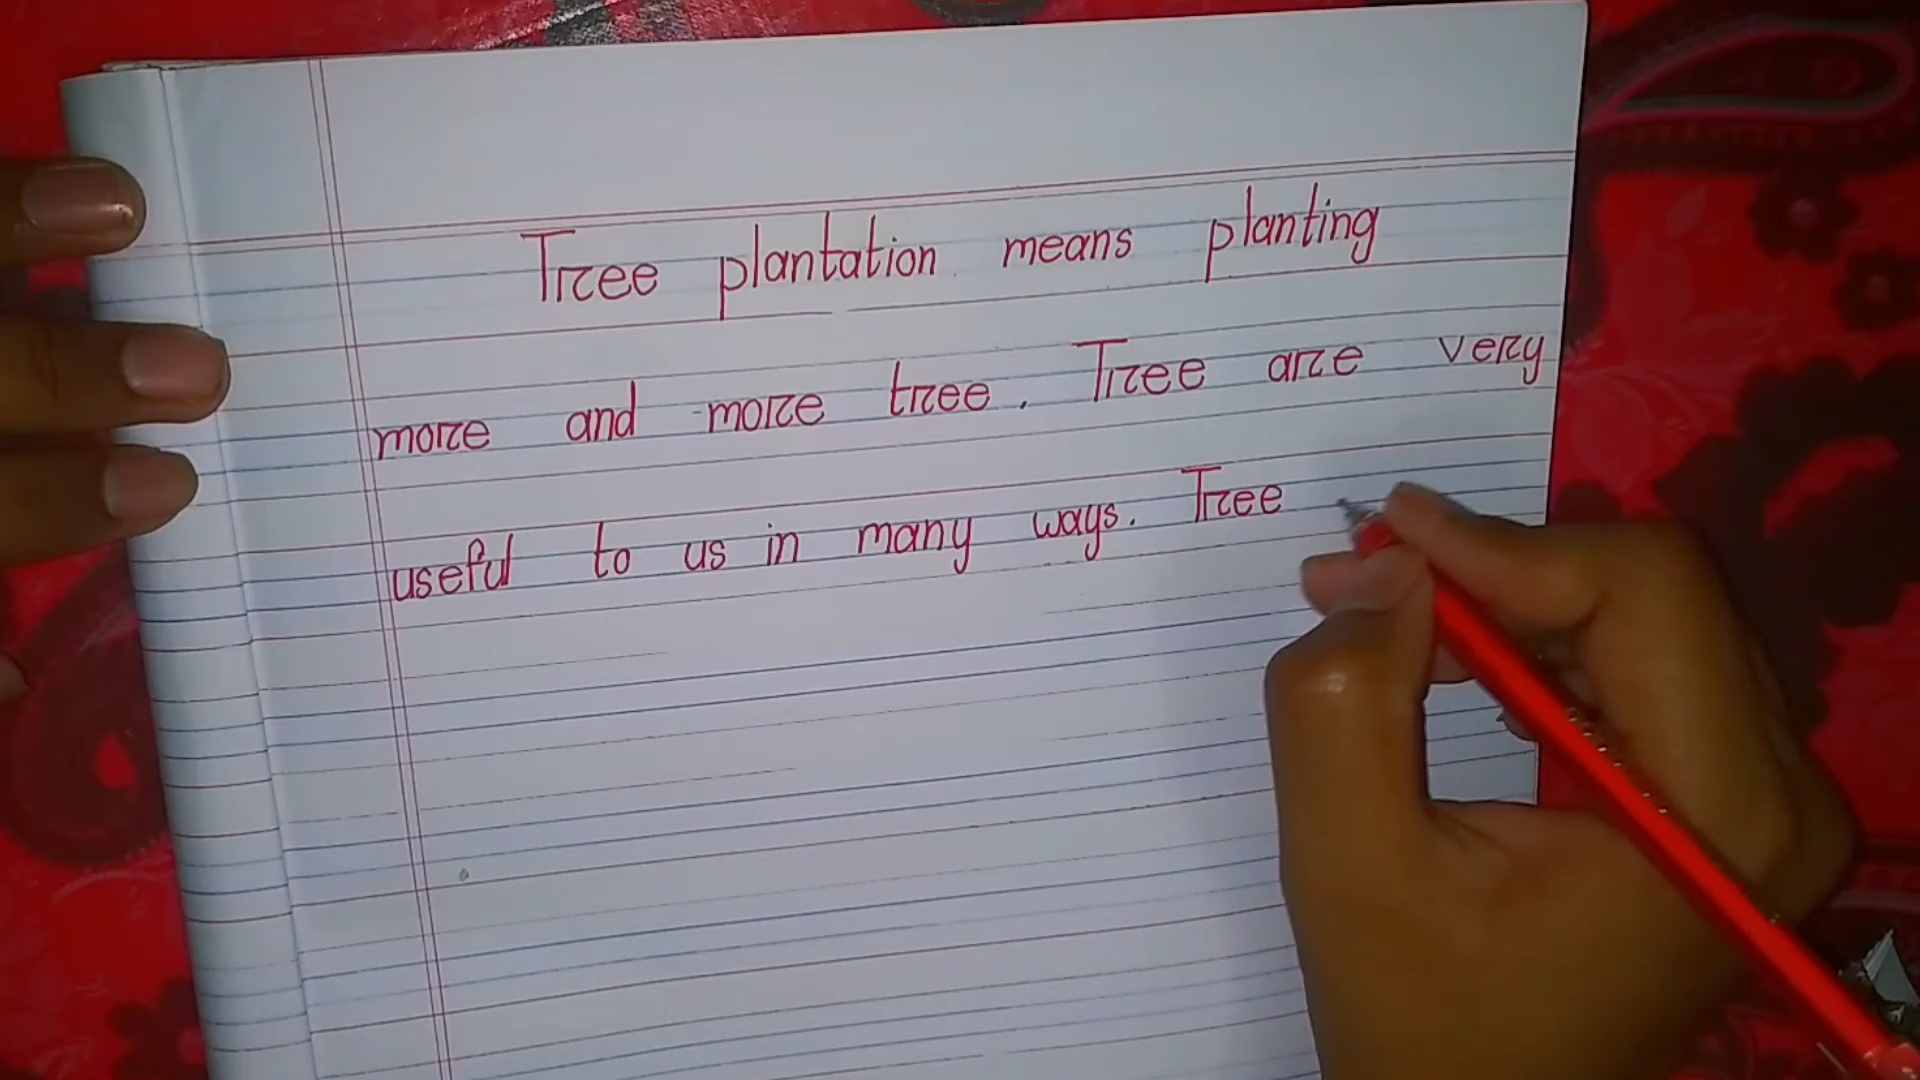 Tree plantation means planting
more and more tree. Tree are very
useful to us in many ways. Tree